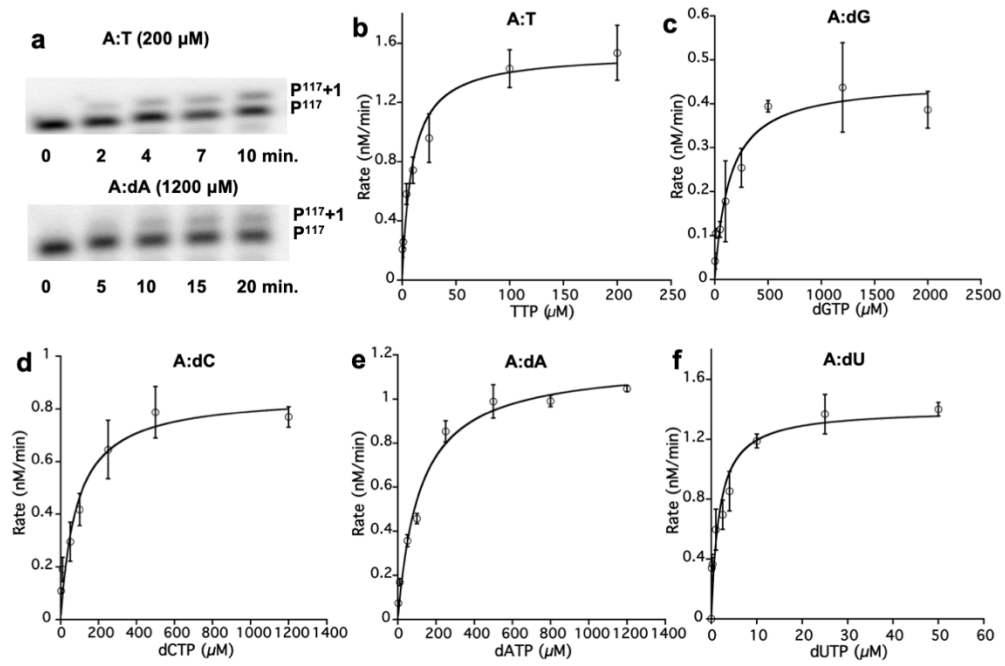 a
A:T (200 µM)
P¹¹⁷+1
P¹¹⁷
0 2 4 7 10 min.
A:dA (1200 µM)
P¹¹⁷+1
P¹¹⁷
0 5 10 15 20 min.
b
A:T
Rate (nM/min)
1.6
1.2
0.8
0.4
0
0 50 100 150 200 250
TTP (µM)
c
A:dG
Rate (nM/min)
0.6
0.4
0.3
0.1
0
0 500 1000 1500 2000 2500
dGTP (µM)
d
A:dC
Rate (nM/min)
1
0.8
0.6
0.4
0.2
0
0 200 400 600 800 1000 1200 1400
dCTP (µM)
e
A:dA
Rate (nM/min)
1.2
1
0.8
0.6
0.4
0.2
0
0 200 400 600 800 1000 1200 1400
dATP (µM)
f
A:dU
Rate (nM/min)
1.6
1.2
0.8
0.4
0
0 10 20 30 40 50 60
dUTP (µM)